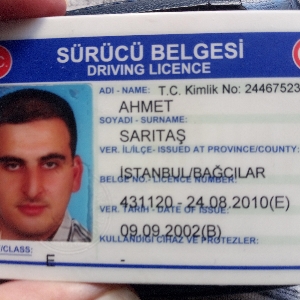 SÜRÜCÜ BELGESİ
DRIVING LICENCE
ADI - NAME: T.C. Kimlik No: 24467523
AHMET
SOYADI - SURNAME:
SARITAŞ
VER. İL/İLÇE- ISSUED AT PROVINCE/COUNTY:
İSTANBUL/BAĞCILAR
BELGE NO.- LICENCE NUMBER:
431120 - 24.08.2010(E)
VER. TARİH - DATE OF ISSUE:
09.09.2002(B)
KULLANDIĞI CİHAZ VE PROTEZLER:
/CLASS:
E -